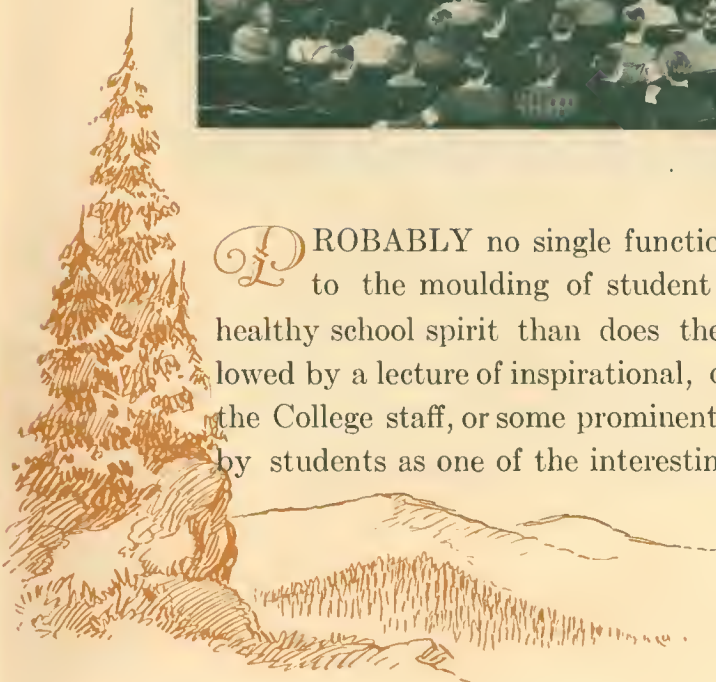 PROBABLY no single functio
to the moulding of student
healthy school spirit than does the
lowed by a lecture of inspirational,
the College staff, or some prominent
by students as one of the interestin